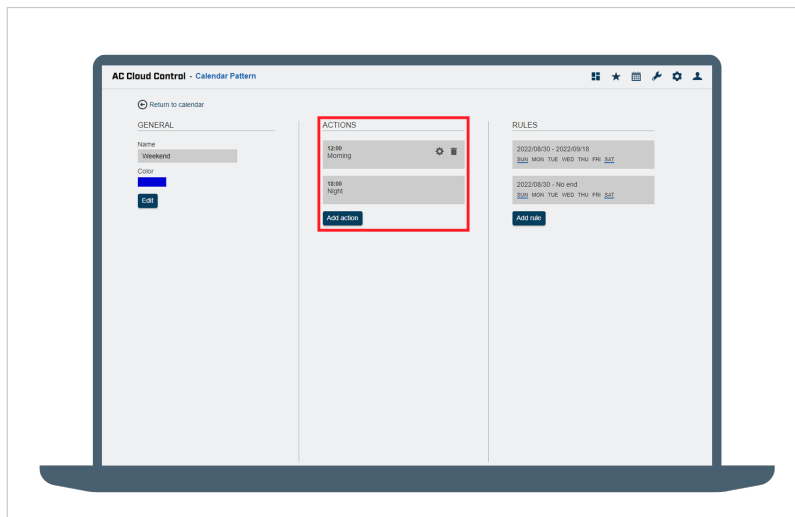 AC Cloud Control - Calendar Pattern
Return to calendar
GENERAL
Name
Weekend
Color
Edit
ACTIONS
12:00
Morning
18:00
Night
Add action
RULES
2022/08/30 - 2022/09/18
SUN MON TUE WED THU FRI SAT
2022/08/30 - No end
SUN MON TUE WED THU FRI SAT
Add rule